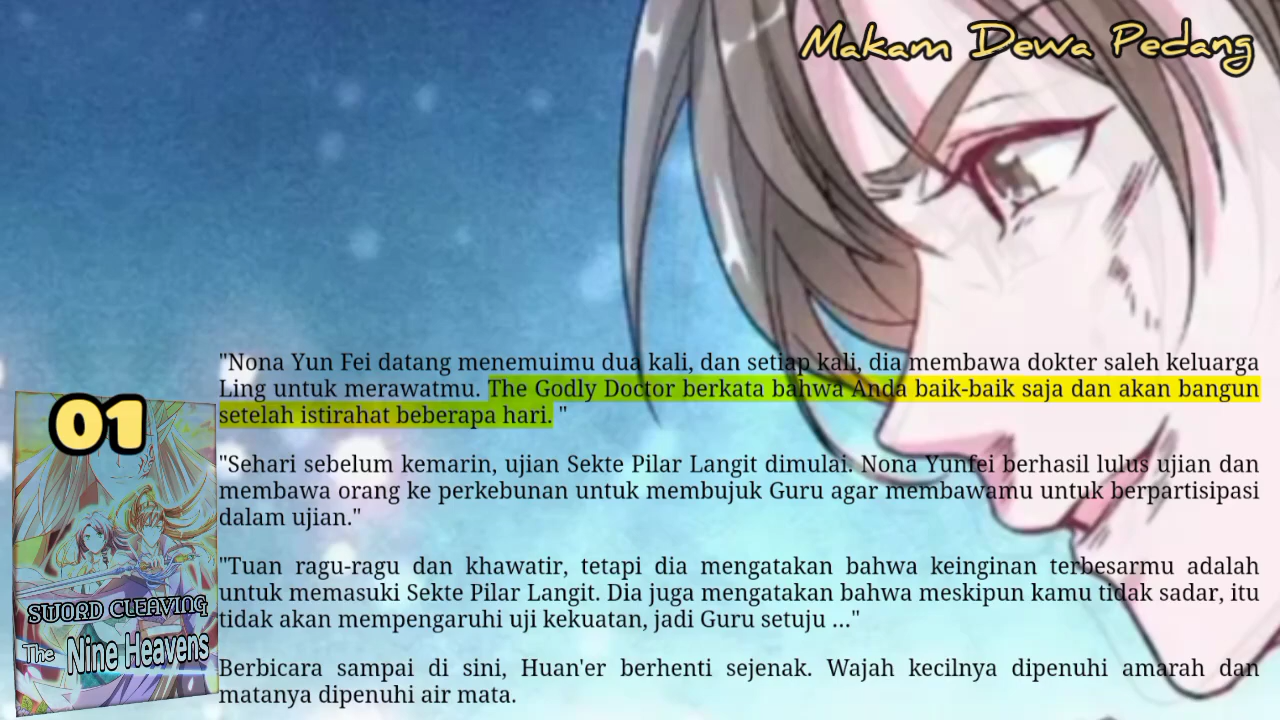 Makam Dewa Pedang
"Nona Yun Fei datang menemuimu dua kali, dan setiap kali, dia membawa dokter saleh keluarga
Ling untuk merawatmu. The Godly Doctor berkata bahwa Anda baik-baik saja dan akan bangun
setelah istirahat beberapa hari. "
"Sehari sebelum kemarin, ujian Sekte Pilar Langit dimulai. Nona Yunfei berhasil lulus ujian dan
membawa orang ke perkebunan untuk membujuk Guru agar membawamu untuk berpartisipasi
dalam ujian."
"Tuan ragu-ragu dan khawatir, tetapi dia mengatakan bahwa keinginan terbesarmu adalah
untuk memasuki Sekte Pilar Langit. Dia juga mengatakan bahwa meskipun kamu tidak sadar, itu
tidak akan mempengaruhi uji kekuatan, jadi Guru setuju ..."
Berbicara sampai di sini, Huan'er berhenti sejenak. Wajah kecilnya dipenuhi amarah dan
matanya dipenuhi air mata.
01
SWORD CLEAVING
The Nine Heavens